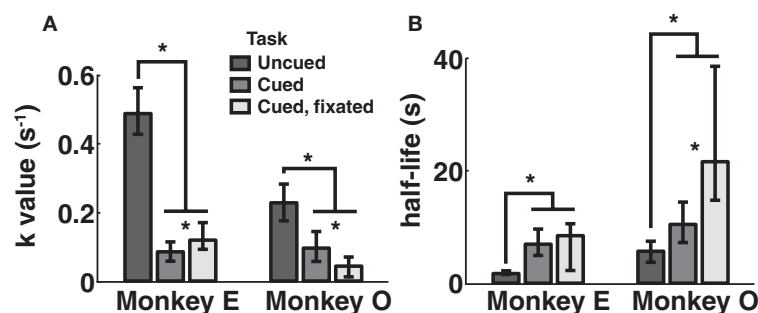 A
Task
Uncued
Cued
Cued, fixated
*
*
*
*
k value (s-1)
0.6
0.4
0.2
0
Monkey E
Monkey O
B
*
*
*
half-life (s)
40
20
0
Monkey E
Monkey O